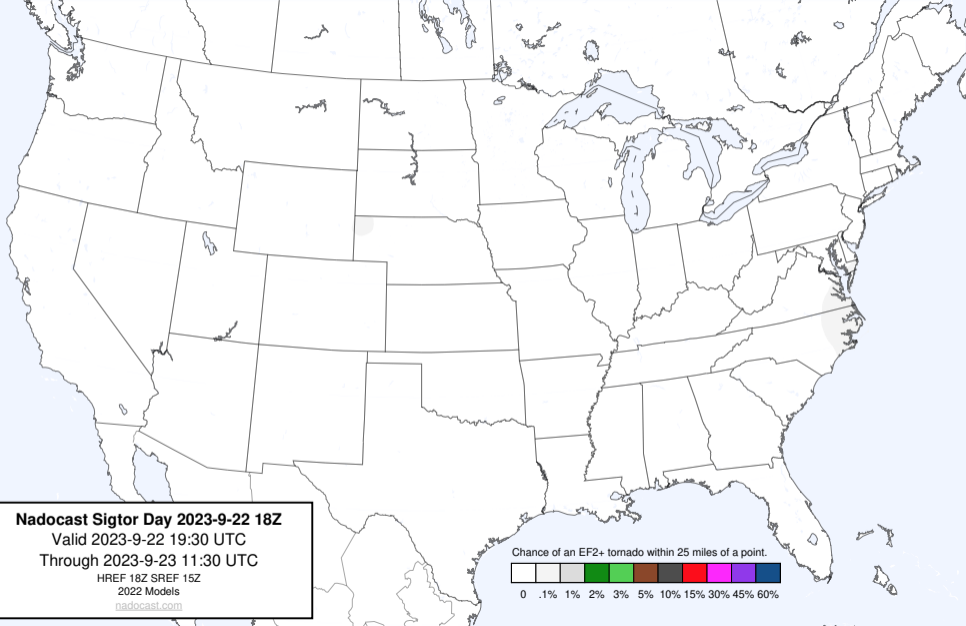 Nadocast Sigtor Day 2023-9-22 18Z
Valid 2023-9-22 19:30 UTC
Through 2023-9-23 11:30 UTC
HREF 18Z SREF 15Z
2022 Models
nadocast.com
Chance of an EF2+ tornado within 25 miles of a point.
0 .1% 1% 2% 3% 5% 10% 15% 30% 45% 60%